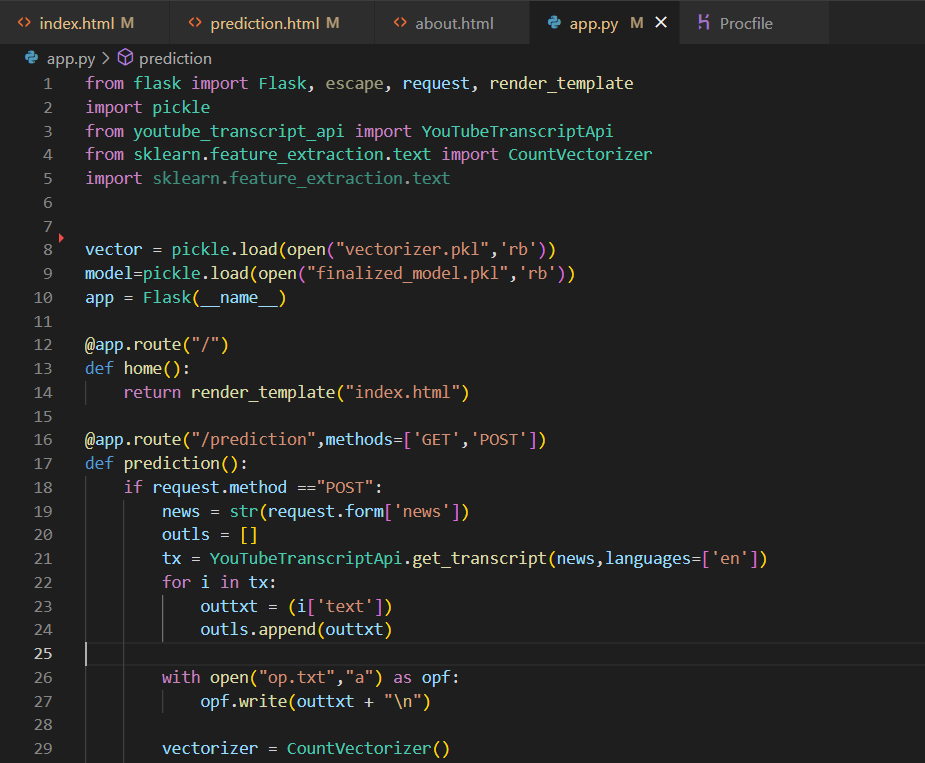 index.html M prediction.html M about.html app.py M Procfile
app.py prediction
1 from flask import Flask, escape, request, render_template
2 import pickle
3 from youtube_transcript_api import YouTubeTranscriptApi
4 from sklearn.feature_extraction.text import CountVectorizer
5 import sklearn.feature_extraction.text
6
7
8 vector = pickle.load(open("vectorizer.pkl",'rb'))
9 model=pickle.load(open("finalized_model.pkl",'rb'))
10 app = Flask(__name__)
11
12 @app.route("/")
13 def home():
14 return render_template("index.html")
15
16 @app.route("/prediction",methods=['GET','POST'])
17 def prediction():
18 if request.method =="POST":
19 news = str(request.form['news'])
20 outls = []
21 tx = YouTubeTranscriptApi.get_transcript(news,languages=['en'])
22 for i in tx:
23 outtxt = (i['text'])
24 outls.append(outtxt)
25
26 with open("op.txt","a") as opf:
27 opf.write(outtxt + "\n")
28
29 vectorizer = CountVectorizer()